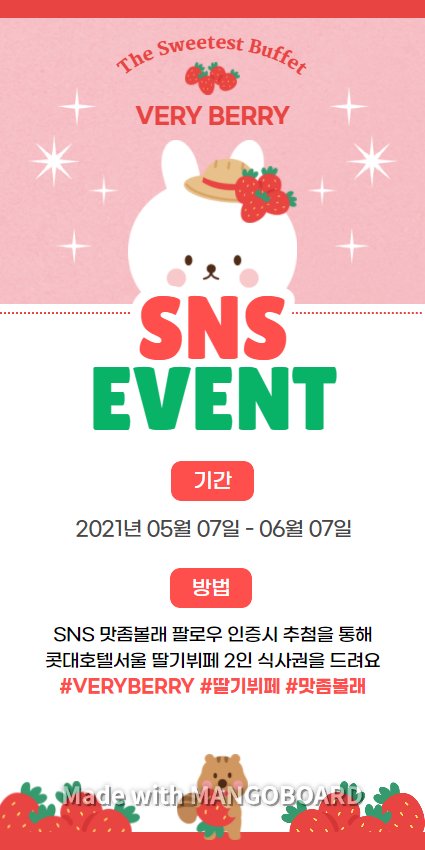 The Sweetest Buffet
VERY BERRY
SNS
EVENT
기간
2021년 05월 07일 - 06월 07일
방법
SNS 맛좀볼래 팔로우 인증시 추첨을 통해
콧대호텔서울 딸기뷔페 2인 식사권을 드려요
#VERYBERRY #딸기뷔페 #맛좀볼래
Made with MANGOBOARD